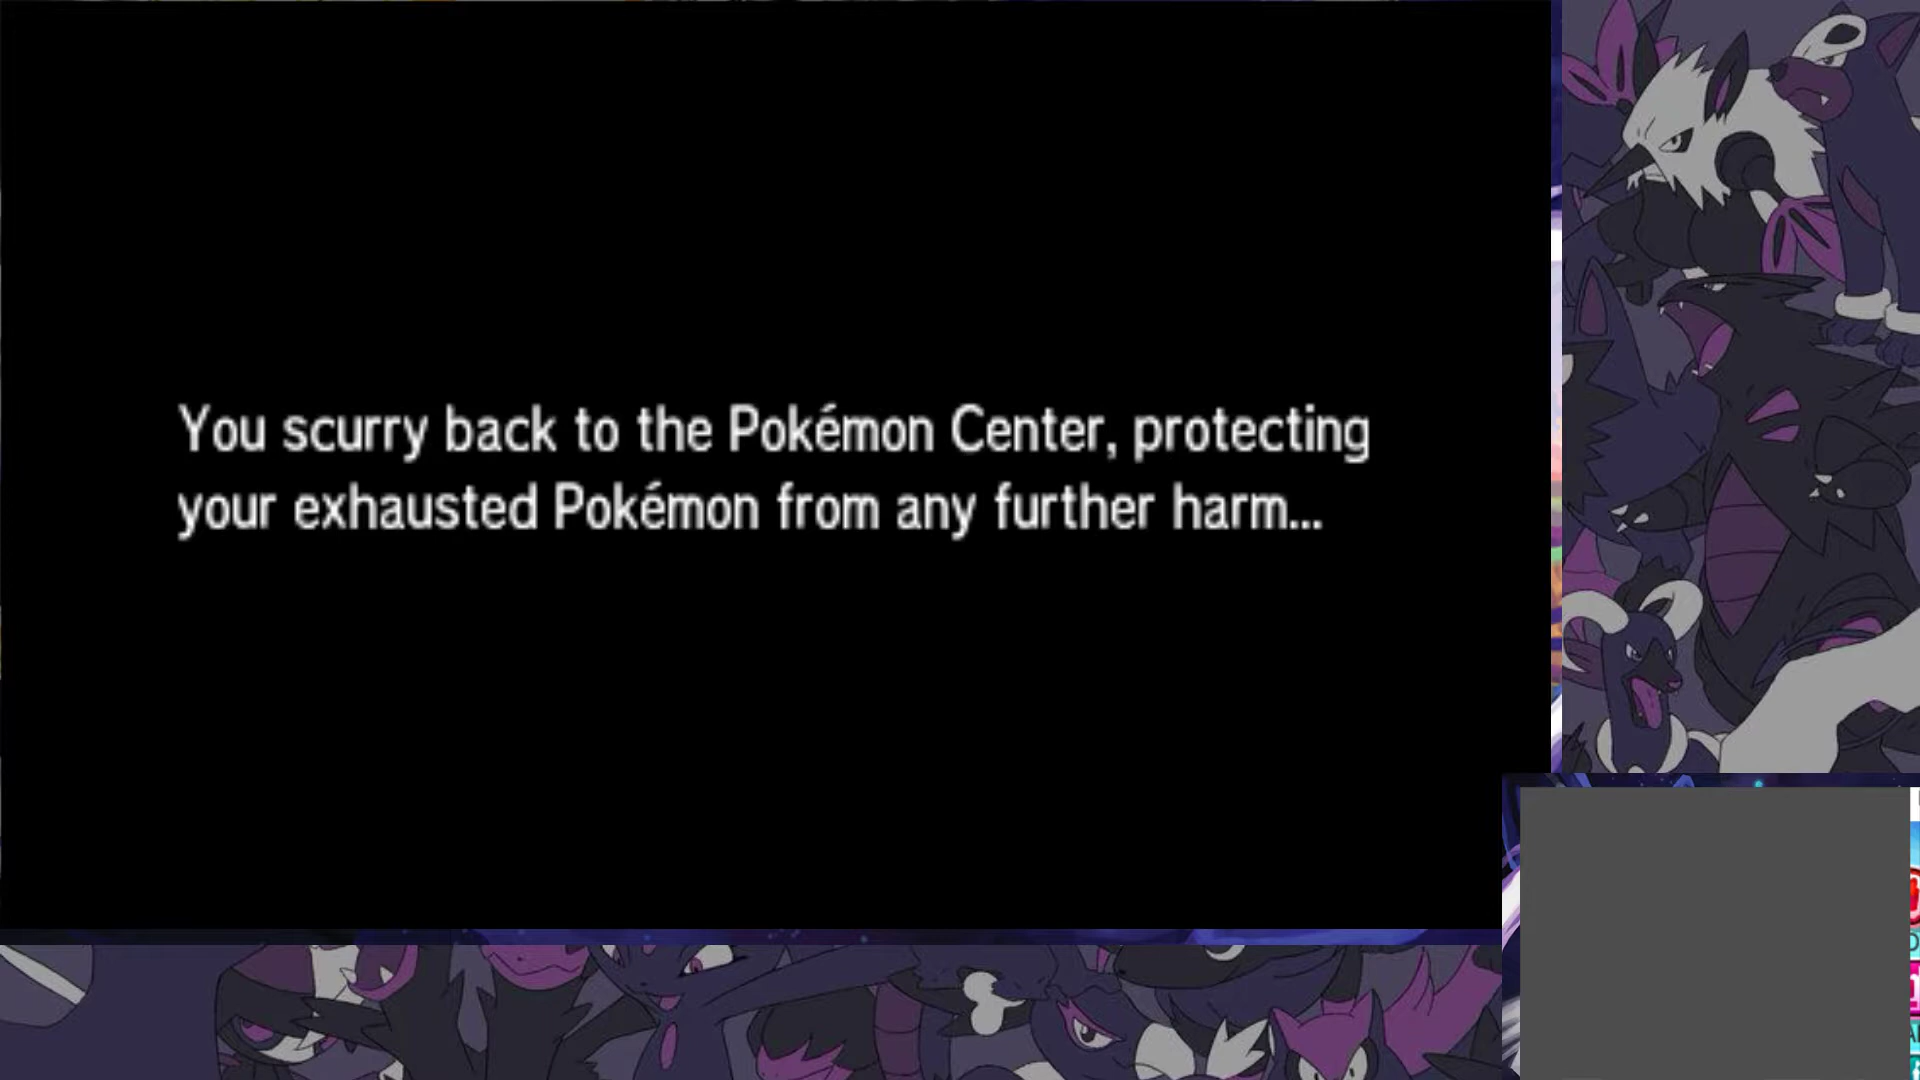 You scurry back to the Pokémon Center, protecting
your exhausted Pokémon from any further harm...